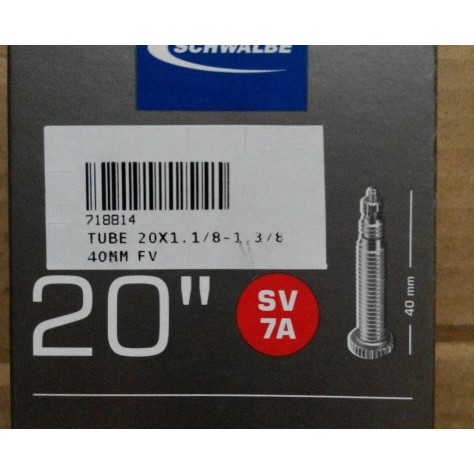 SCHWALBE
718814
TUBE 20X1.1/8-1 3/8
40MM FV
20"
SV
7A
40 mm